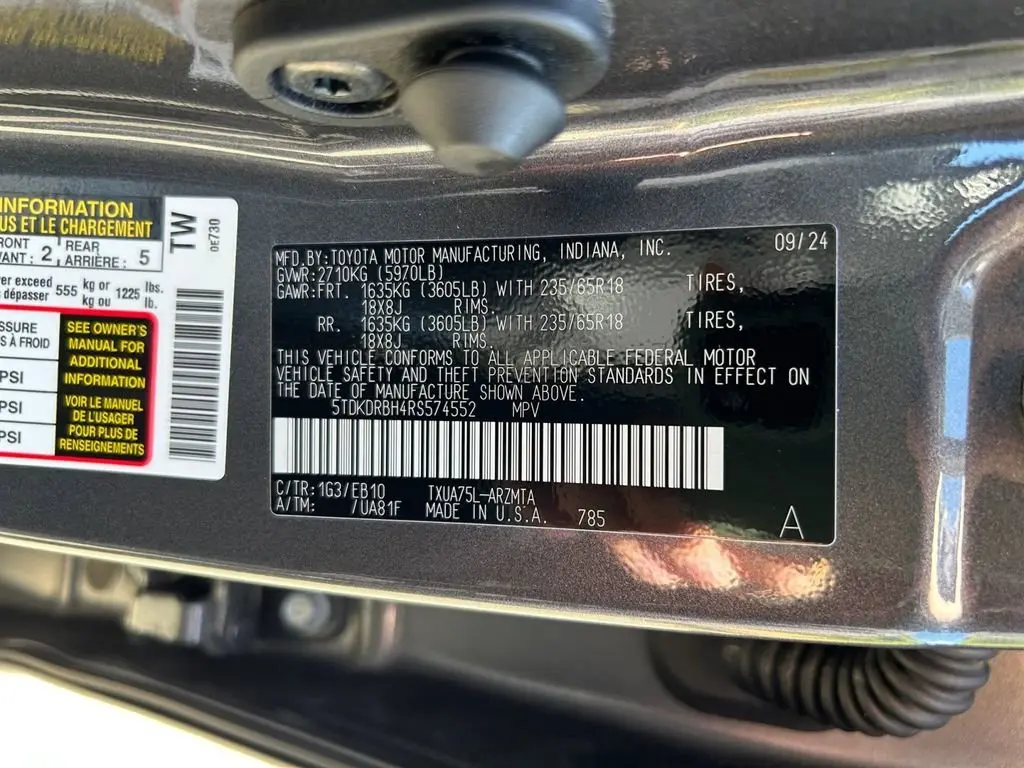 INFORMATION
US ET LE CHARGEMENT
RONT 2 REAR 5
VANT : ARRIÈRE :
er exceed 555 kg or 1225 lbs.
s dépasser kg ou lb.
SSURE
S À FROID
PSI
PSI
PSI
SEE OWNER'S
MANUAL FOR
ADDITIONAL
INFORMATION
VOIR LE MANUEL
DE L'USAGER
POUR PLUS DE
RENSEIGNEMENTS
TW
0E730
MFD.BY:TOYOTA MOTOR MANUFACTURING, INDIANA, INC. 09/24
GVWR:2710KG (5970LB)
GAWR:FRT. 1635KG (3605LB) WITH 235/65R18 TIRES,
18X8J RIMS.
RR. 1635KG (3605LB) WITH 235/65R18 TIRES,
18X8J RIMS.
THIS VEHICLE CONFORMS TO ALL APPLICABLE FEDERAL MOTOR
VEHICLE SAFETY AND THEFT PREVENTION STANDARDS IN EFFECT ON
THE DATE OF MANUFACTURE SHOWN ABOVE.
5TDKDRBH4RS574552 MPV
C/TR:1G3/EB10 TXUA75L-ARZMTA
A/TM: /UA81F MADE IN U.S.A. 785
A